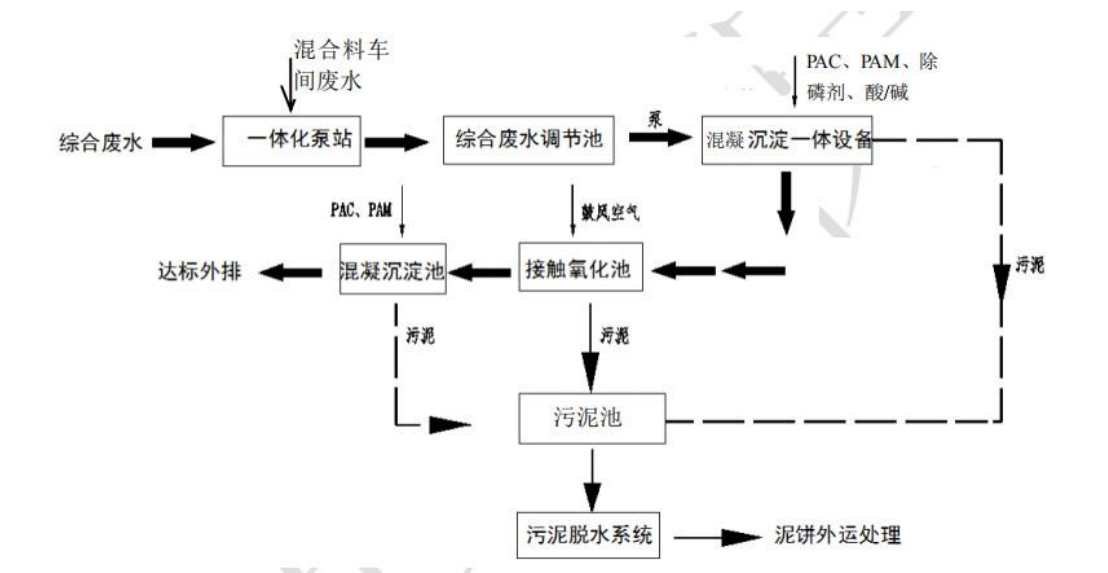 混合料车
间废水
PAC、PAM、除
磷剂、酸/碱
综合废水
一体化泵站
综合废水调节池
泵
混凝沉淀一体设备
PAC、PAM
鼓风空气
达标外排
混凝沉淀池
接触氧化池
污泥
污泥
污泥
污泥池
污泥脱水系统
泥饼外运处理